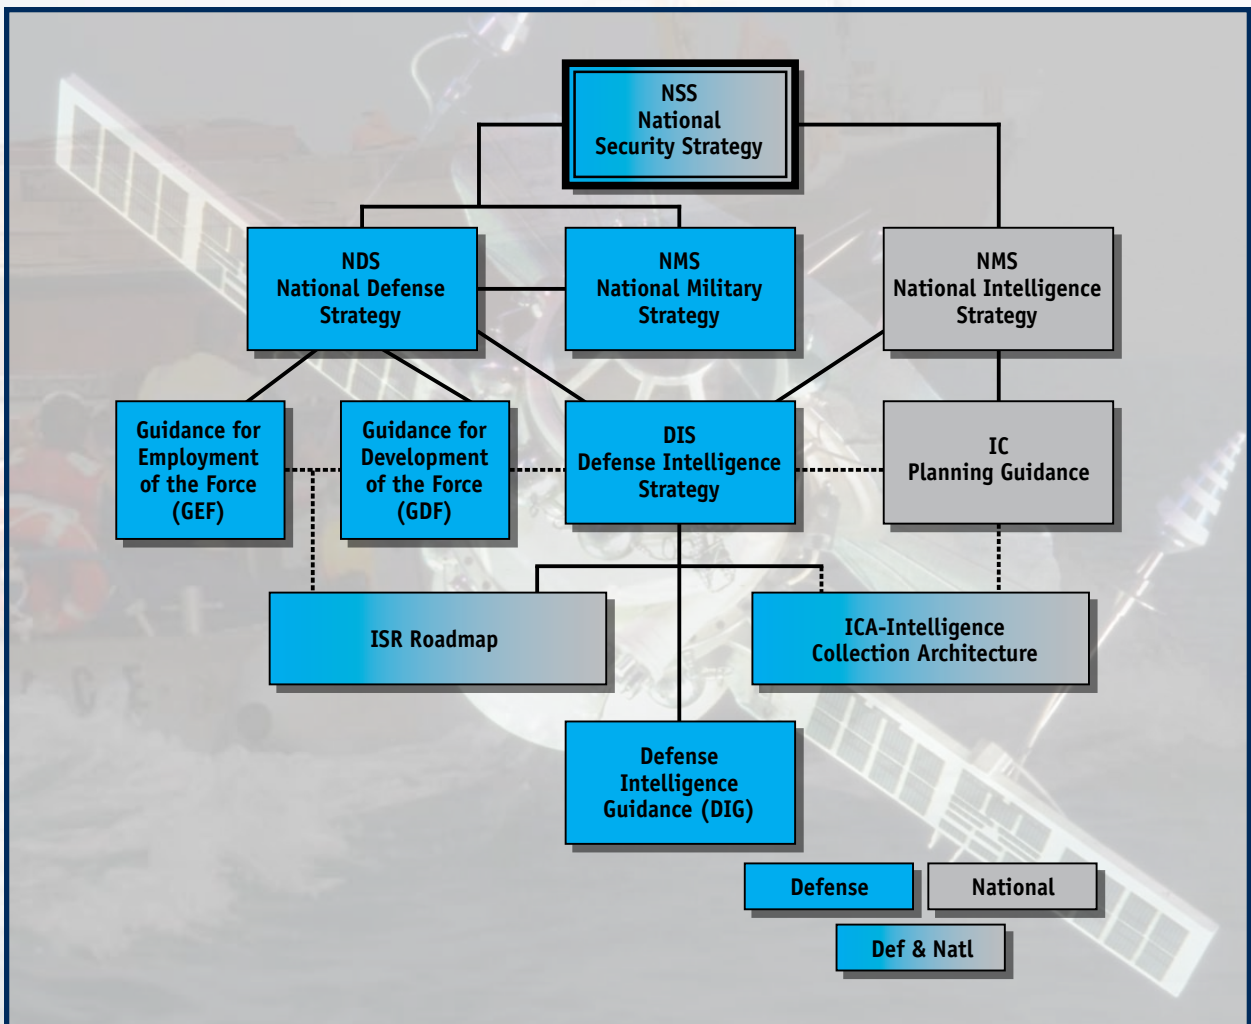 NSS
National
Security Strategy
NDS
National Defense
Strategy
NMS
National Military
Strategy
NMS
National Intelligence
Strategy
Guidance for
Employment
of the Force
(GEF)
Guidance for
Development
of the Force
(GDF)
DIS
Defense Intelligence
Strategy
IC
Planning Guidance
ISR Roadmap
ICA-Intelligence
Collection Architecture
Defense
Intelligence
Guidance (DIG)
Defense
National
Def & Natl